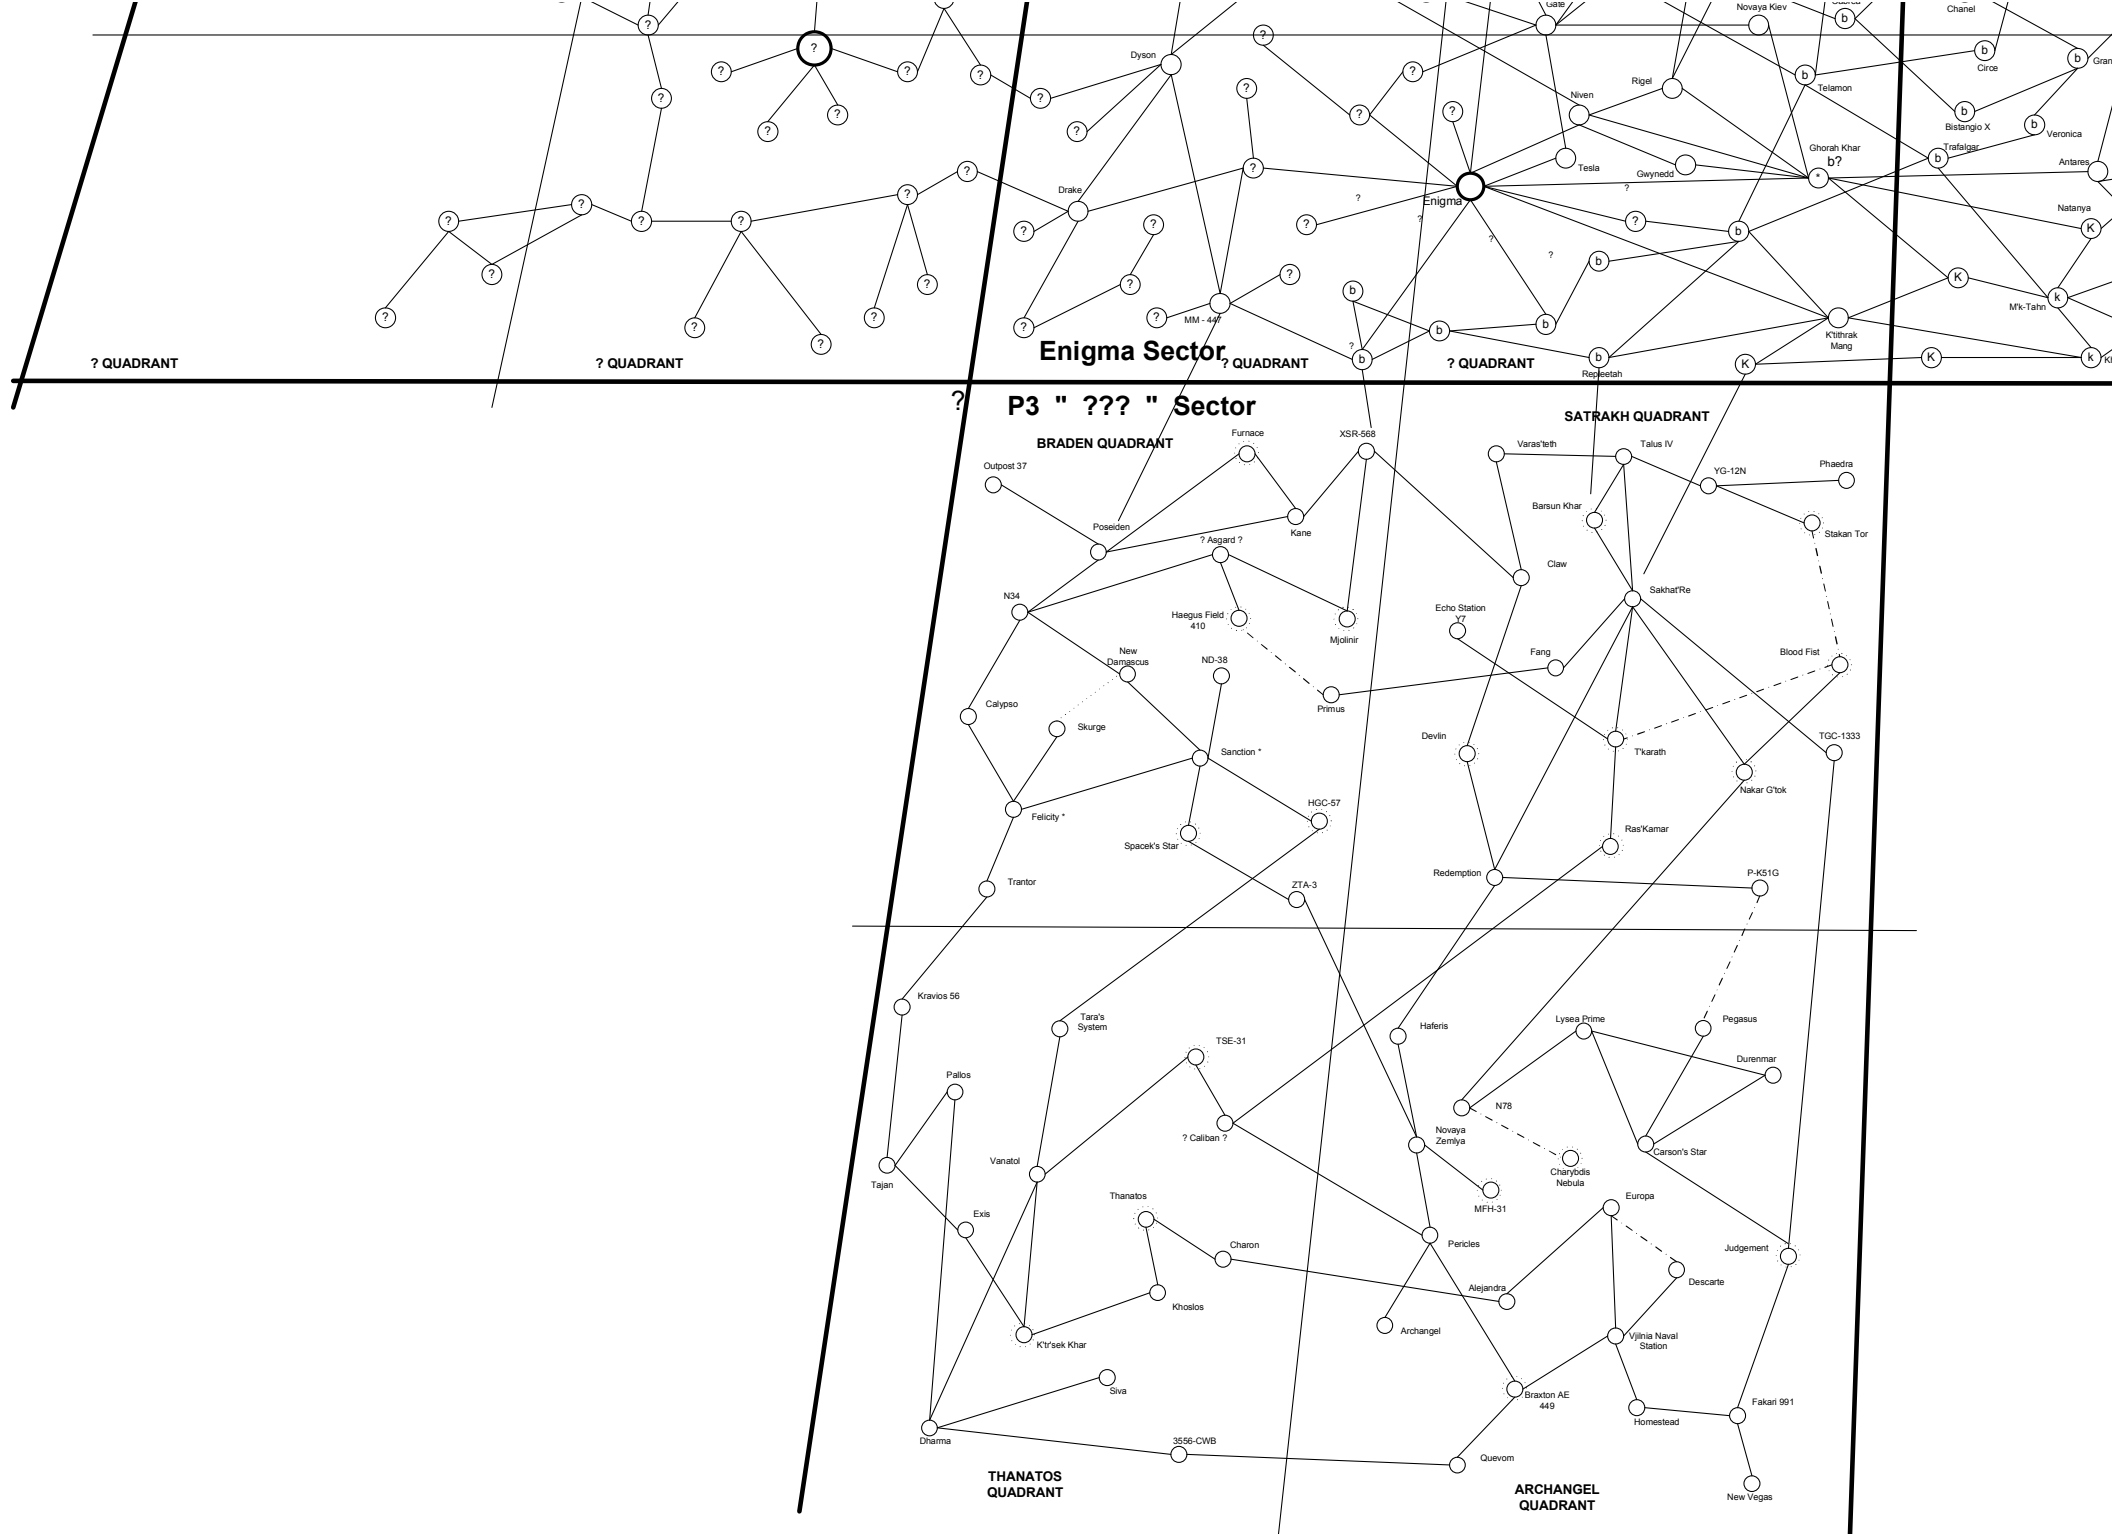 Gate
Novaya Kiev
Chanel
b
?
?
?
Dyson
b
Circe
b
Gran
?
?
?
?
?
Rigel
b
Telamon
?
?
?
?
?
Niven
?
?
?
b
Bistangio X
b
Veronica
Ghorah Khar
b?
*
Trafalgar
b
Antares
Tesla
Gwynedd
?
?
Drake
?
?
Enigma
?
?
?
Natanya
K
?
?
?
?
?
?
?
?
?
b
?
?
b
?
?
?
?
?
b
K
M'k-Tahn
k
?
?
?
?
?
?
MM - 447
b
b
K'tithrak
Mang
?
b
b
Repleetah
K
K
k
? QUADRANT
? QUADRANT
Enigma Sector
? QUADRANT
? QUADRANT
?
P3 " ??? " Sector
BRADEN QUADRANT
SATRAKH QUADRANT
Furnace
XSR-568
Varas'teth
Talus IV
Outpost 37
YG-12N
Phaedra
Barsun Khar
Poseiden
Kane
Stakan Tor
? Asgard ?
Claw
N34
Haegus Field
410
Mjolinir
Echo Station
Y7
Sakhat'Re
New
Damascus
ND-38
Fang
Blood Fist
Calypso
Primus
Skurge
Sanction *
Devlin
T'karath
TGC-1333
Nakar G'tok
Felicity *
HGC-57
Spacek's Star
Ras'Kamar
Trantor
ZTA-3
Redemption
P-K51G
Kravios 56
Tara's
System
TSE-31
Haferis
Lysea Prime
Pegasus
Durenmar
Pallos
N78
? Caliban ?
Novaya
Zemlya
Carson's Star
Vanatol
Tajan
Charybdis
Nebula
Thanatos
MFH-31
Europa
Exis
Charon
Pericles
Judgement
Alejandra
Descarte
Khoslos
Archangel
K'tr'sek Khar
Vjilnia Naval
Station
Siva
Braxton AE
449
Fakari 991
Homestead
Dharma
3556-CWB
Quevom
THANATOS
QUADRANT
ARCHANGEL
QUADRANT
New Vegas